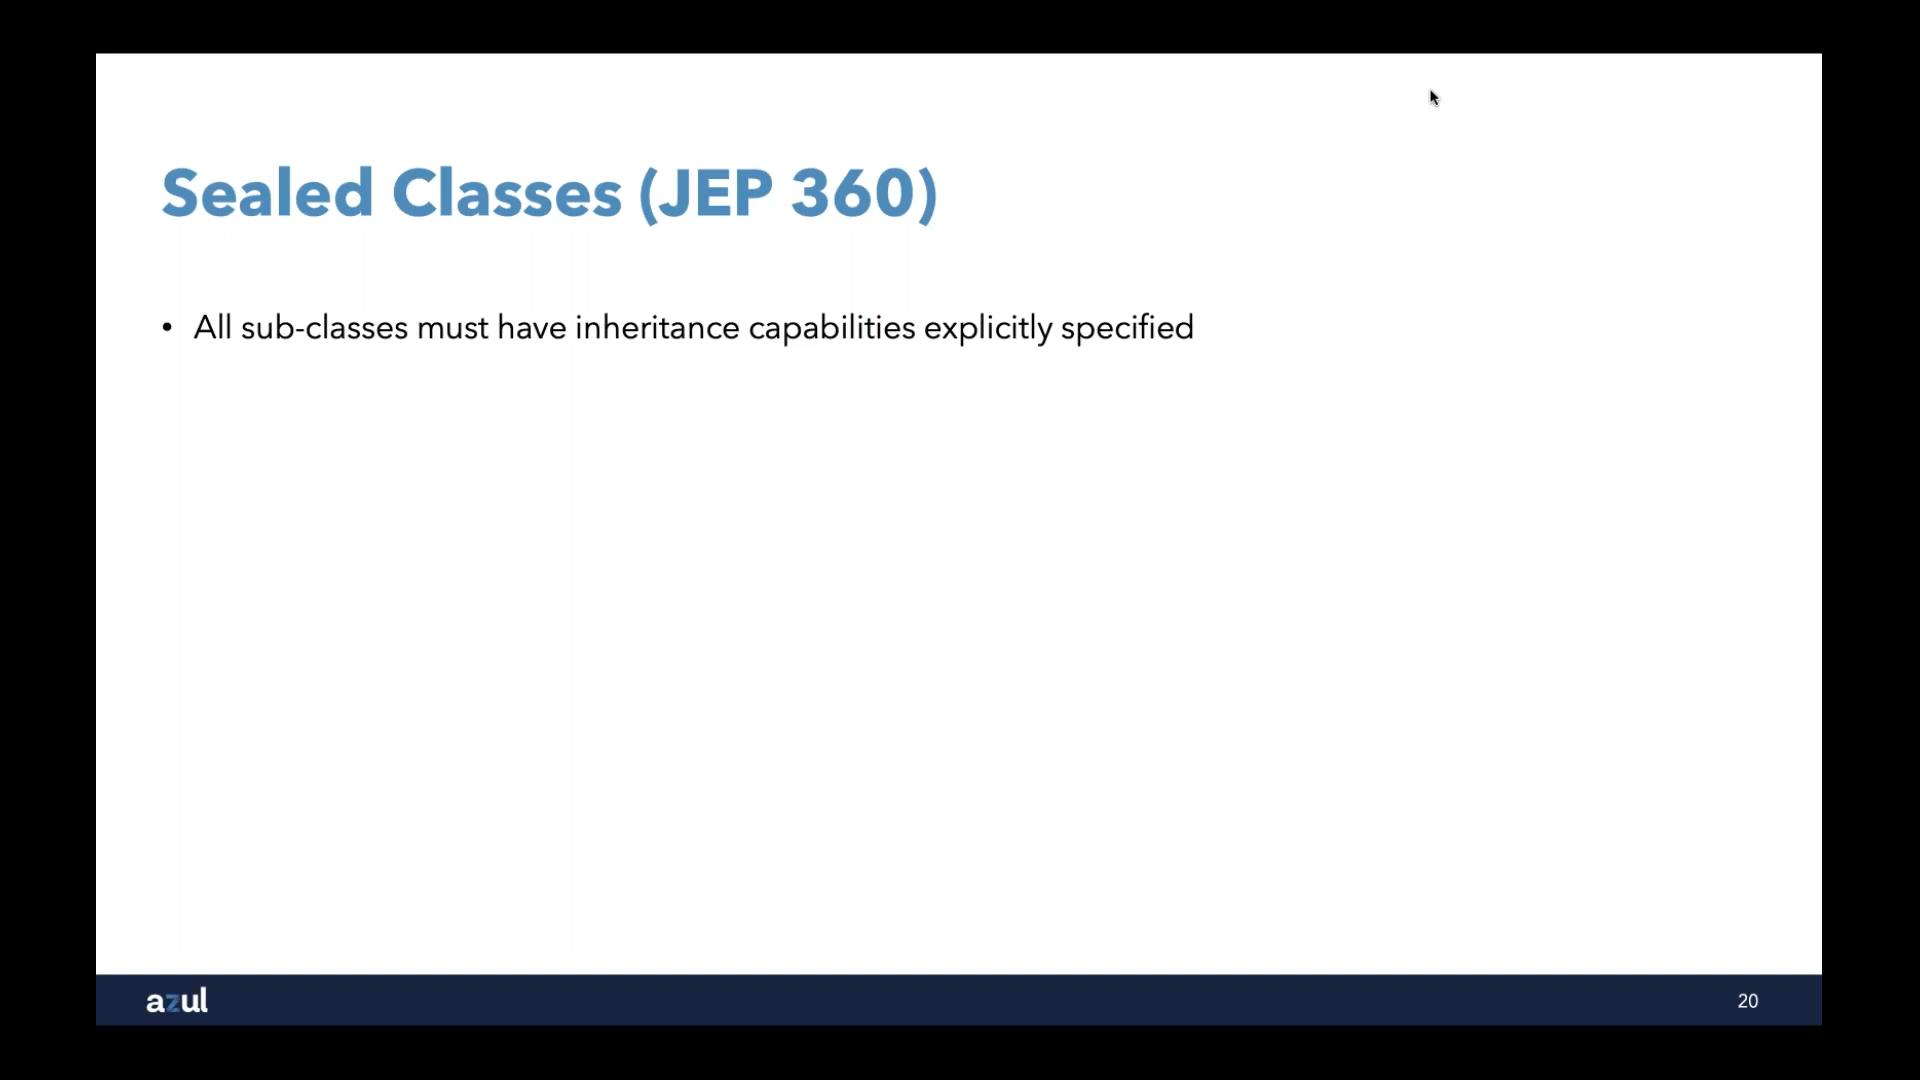 Sealed Classes (JEP 360)
• All sub-classes must have inheritance capabilities explicitly specified
azul
20